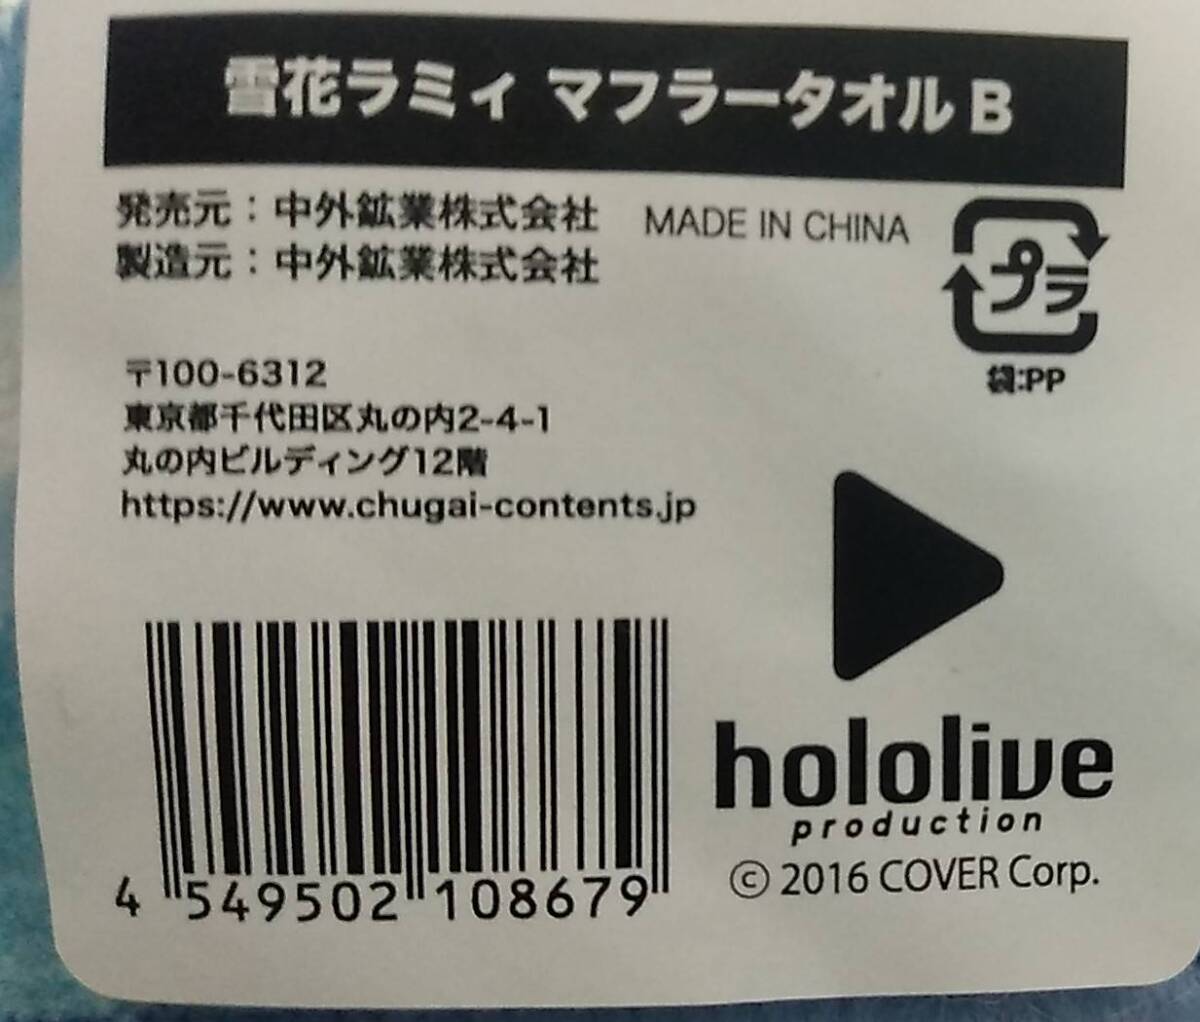 雪花ラミィ マフラータオル B
発売元：中外鉱業株式会社
製造元：中外鉱業株式会社
MADE IN CHINA
プラ
袋:PP
〒100-6312
東京都千代田区丸の内2-4-1
丸の内ビルディング12階
https://www.chugai-contents.jp
4 549502 108679
hololive
production
© 2016 COVER Corp.